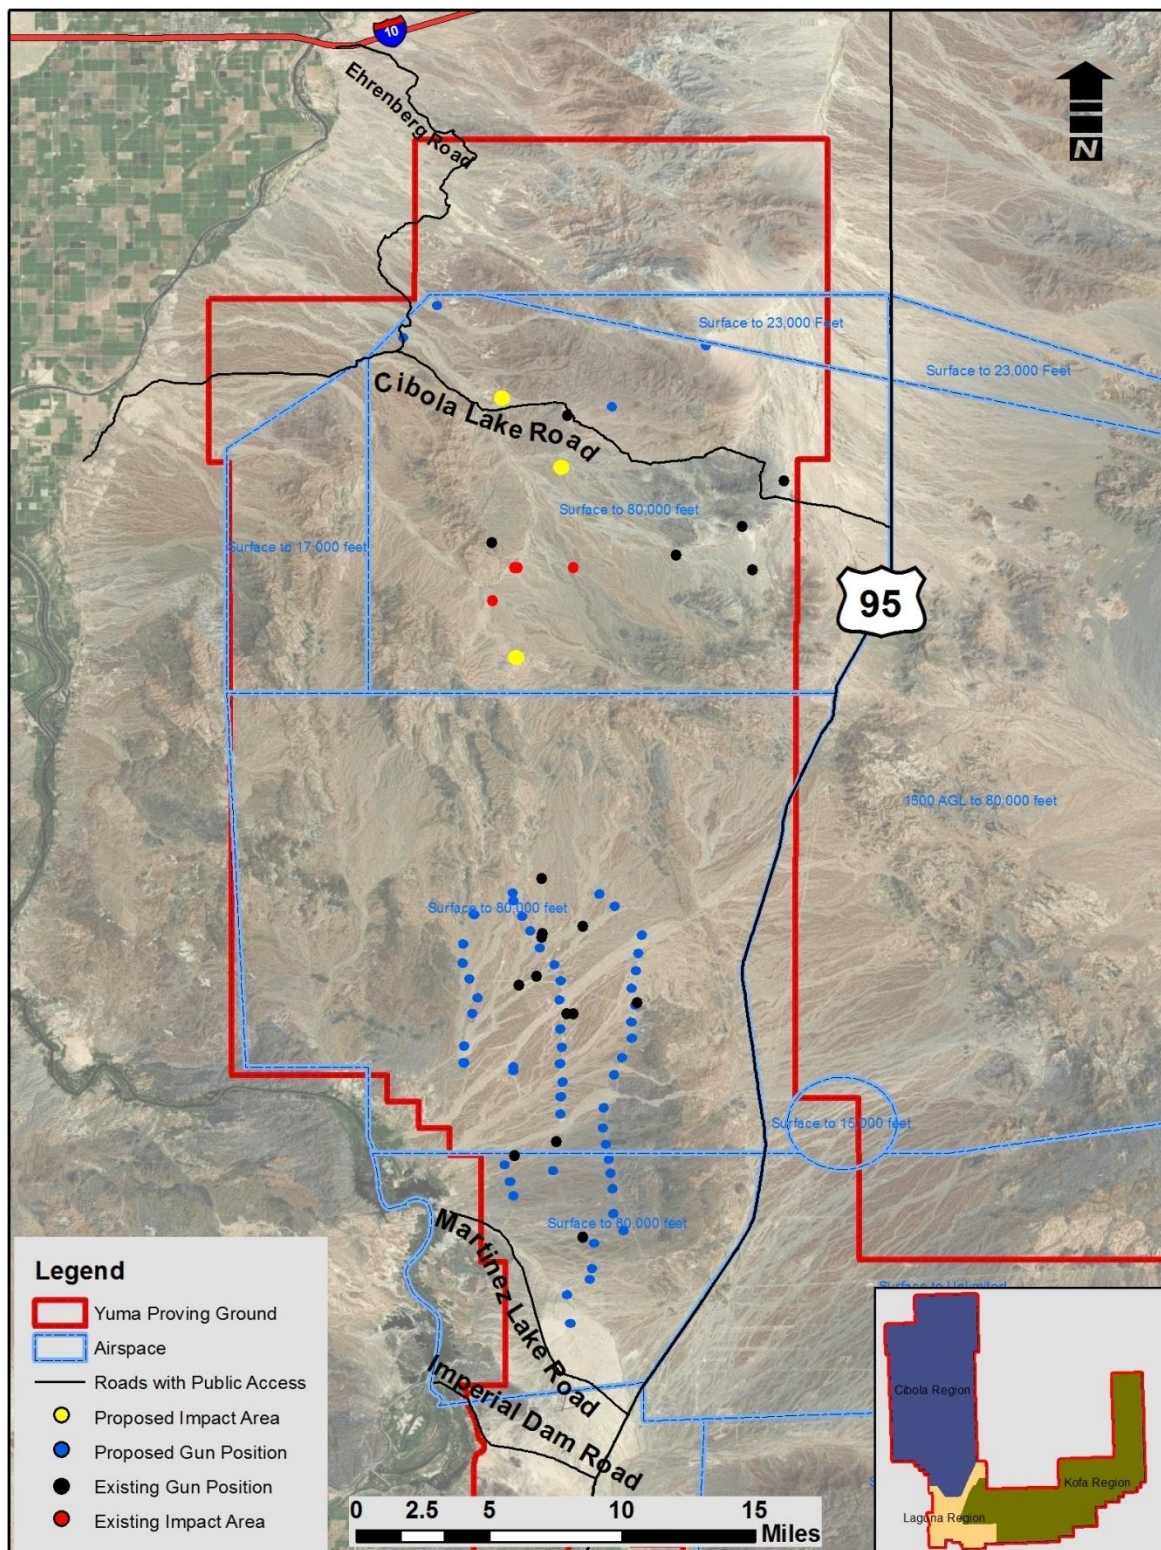 10
Ehrenberg Road
N
Surface to 23,000 Feet
Surface to 23,000 Feet
Cibola Lake Road
Surface to 80,000 feet
Surface to 17,000 feet
95
1500 AGL to 80,000 feet
Surface to 80,000 feet
Surface to 15,000 feet
Surface to 80,000 feet
Martinez Lake Road
Surface to Unlimited
Imperial Dam Road
Legend
Yuma Proving Ground
Airspace
Roads with Public Access
Proposed Impact Area
Proposed Gun Position
Existing Gun Position
Existing Impact Area
0 2.5 5 10 15
Miles
Cibola Region
Kofa Region
Laguna Region